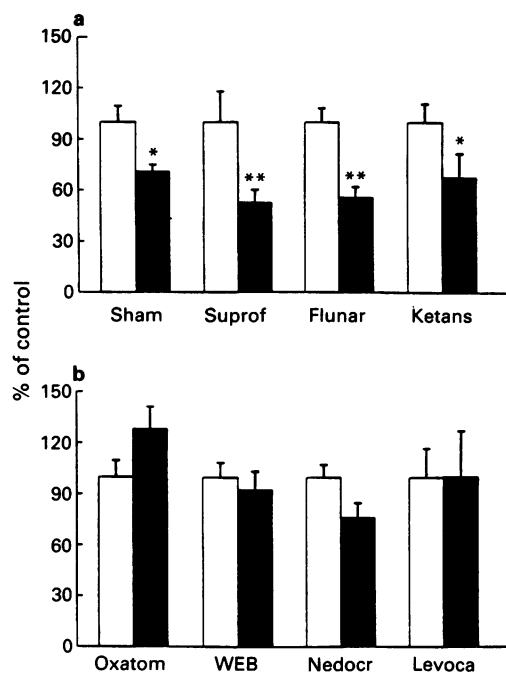 a
150
120
90
60
30
0
* ** ** *
Sham Suprof Flunar Ketans
% of control
b
150
120
90
60
30
0
Oxatom WEB Nedocr Levoca